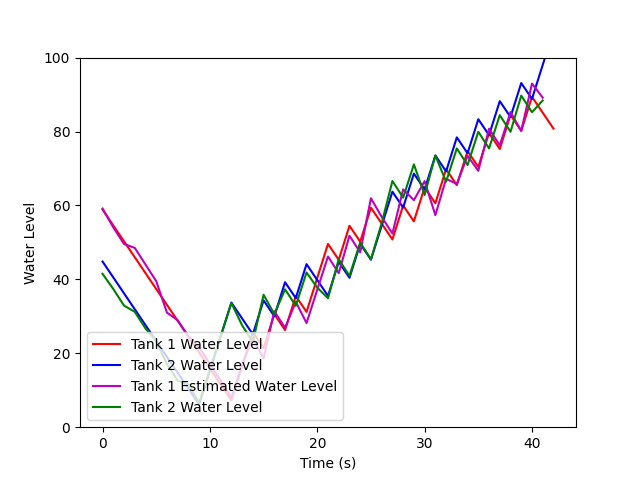 100
80
60
40
20
0
Water Level
Tank 1 Water Level
Tank 2 Water Level
Tank 1 Estimated Water Level
Tank 2 Water Level
0 10 20 30 40
Time (s)